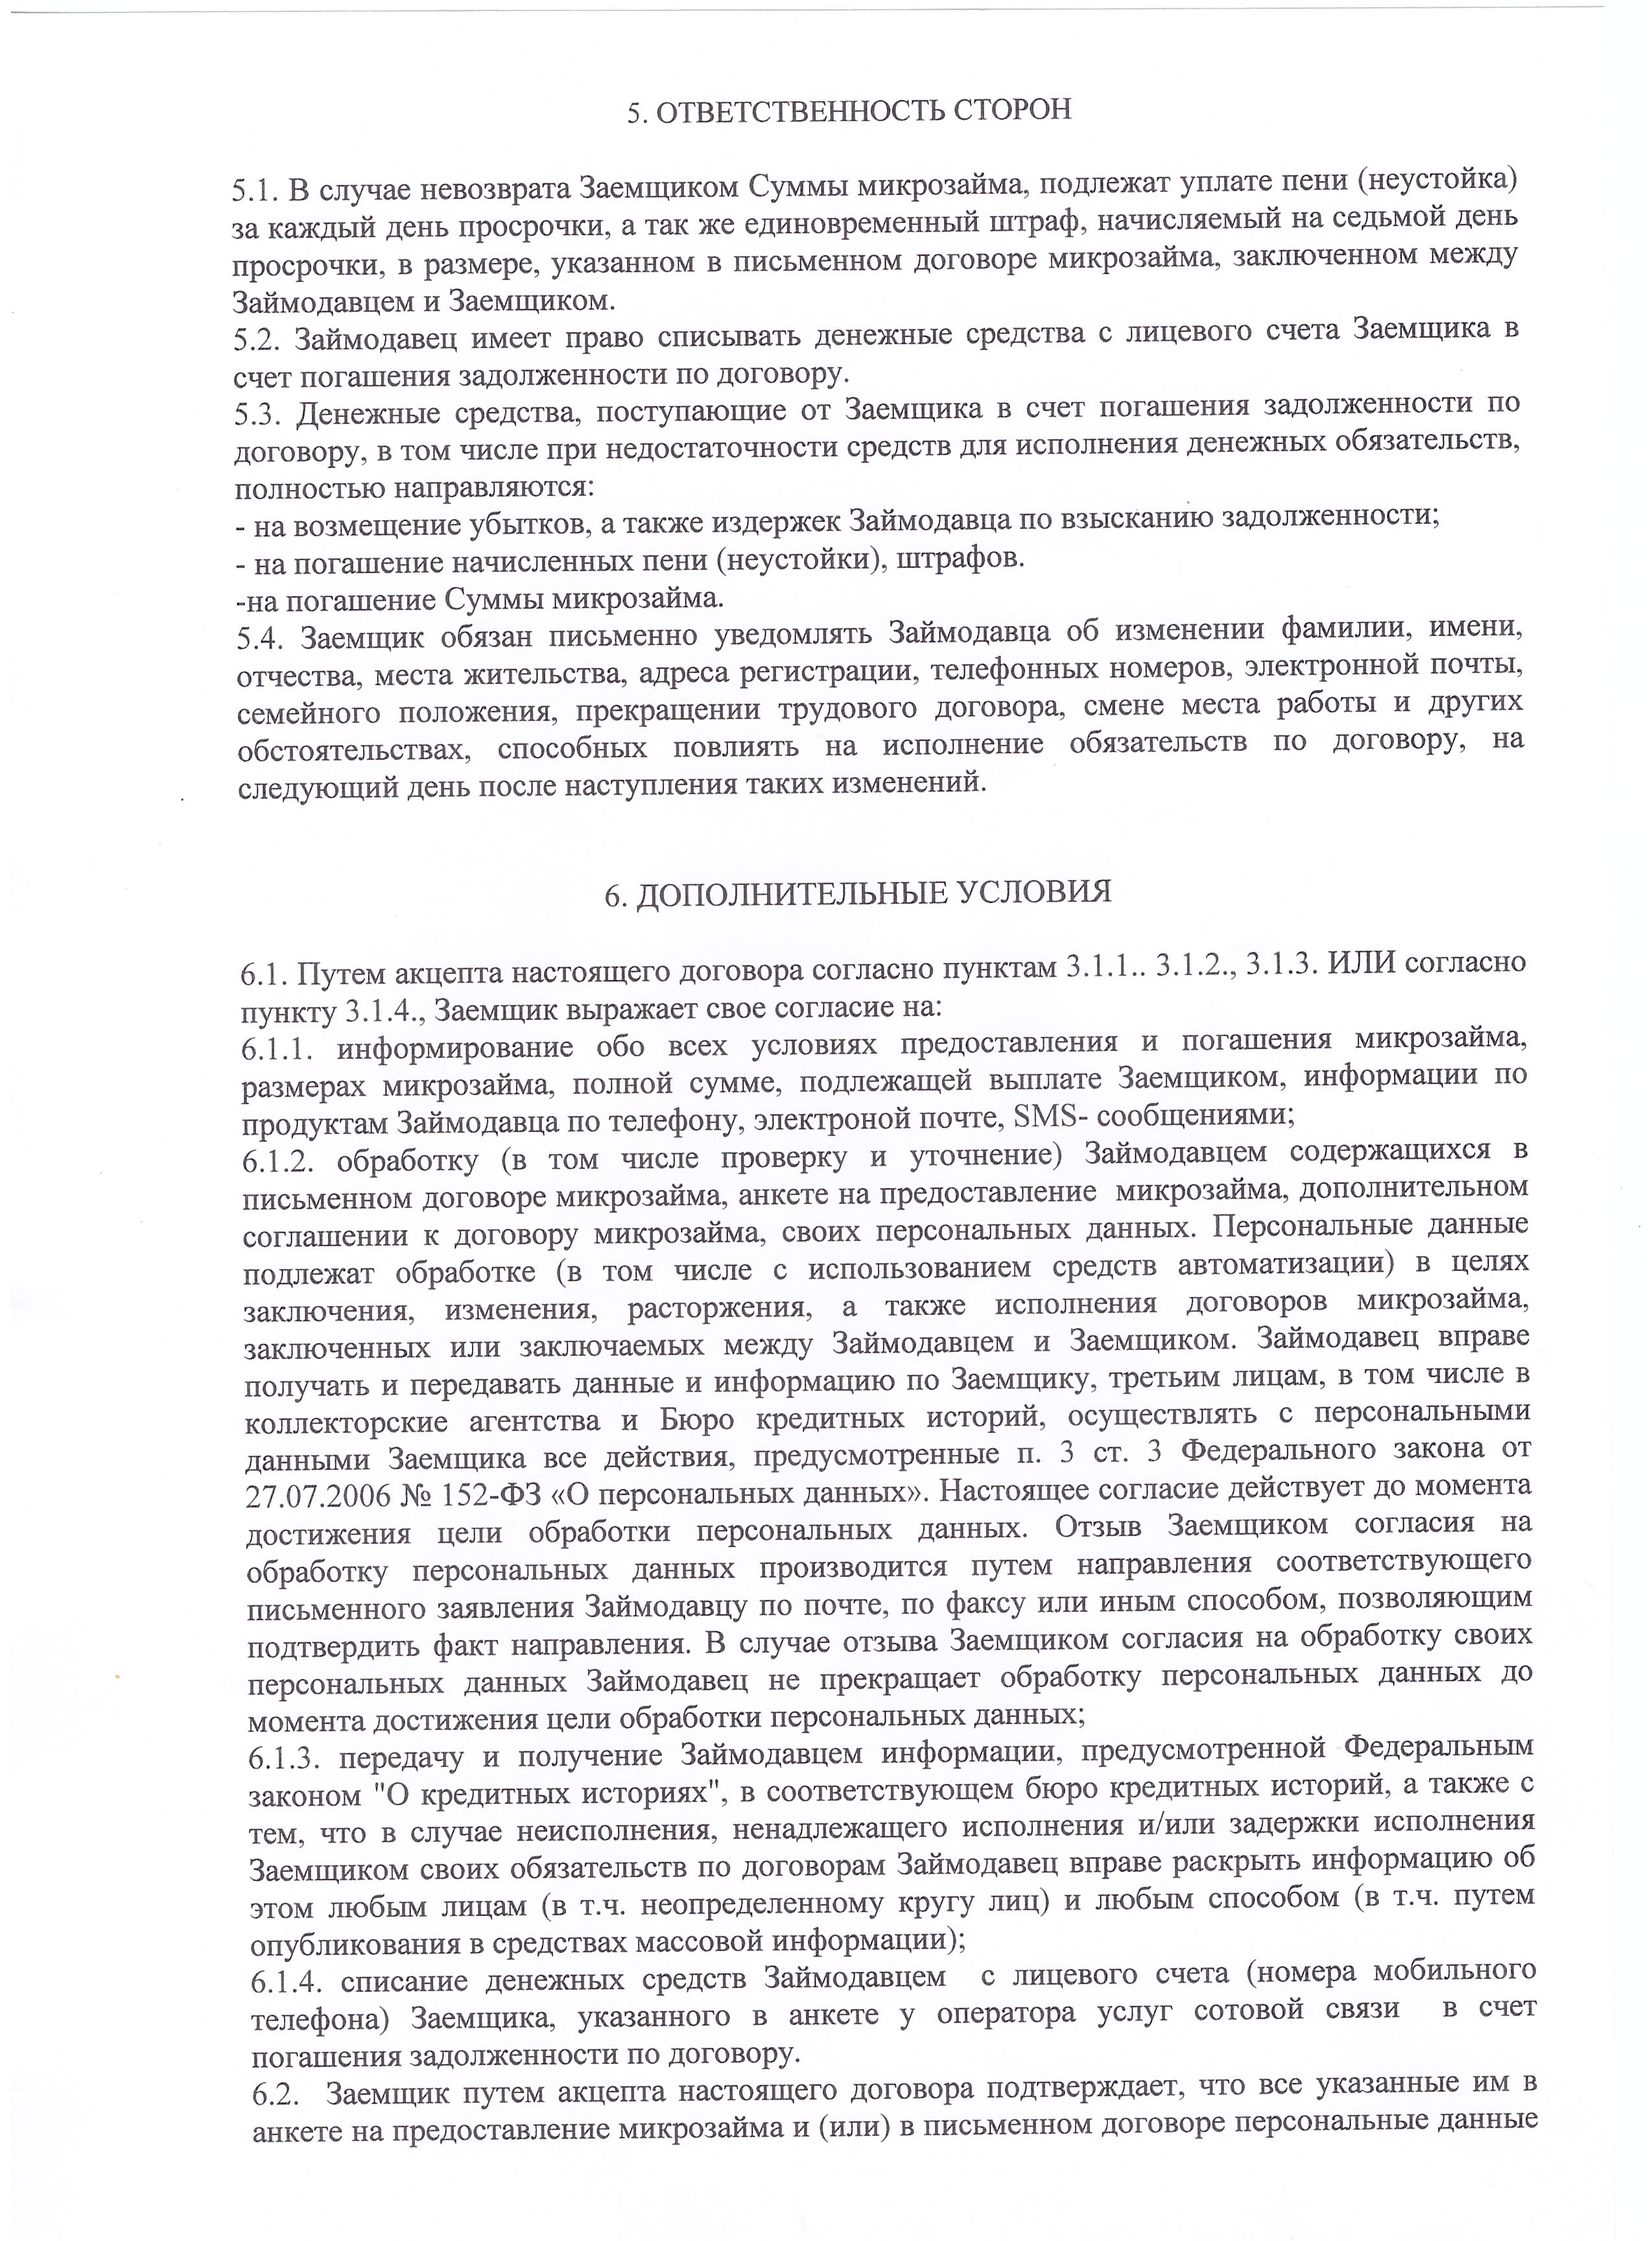 5. ОТВЕТСТВЕННОСТЬ СТОРОН
5.1. В случае невозврата Заемщиком Суммы микрозайма, подлежат уплате пени (неустойка)
за каждый день просрочки, а так же единовременный штраф, начисляемый на седьмой день
просрочки, в размере, указанном в письменном договоре микрозайма, заключенном между
Займодавцем и Заемщиком.
5.2. Займодавец имеет право списывать денежные средства с лицевого счета Заемщика в
счет погашения задолженности по договору.
5.3. Денежные средства, поступающие от Заемщика в счет погашения задолженности по
договору, в том числе при недостаточности средств для исполнения денежных обязательств,
полностью направляются:
- на возмещение убытков, а также издержек Займодавца по взысканию задолженности;
- на погашение начисленных пени (неустойки), штрафов.
-на погашение Суммы микрозайма.
5.4. Заемщик обязан письменно уведомлять Займодавца об изменении фамилии, имени,
отчества, места жительства, адреса регистрации, телефонных номеров, электронной почты,
семейного положения, прекращении трудового договора, смене места работы и других
обстоятельствах, способных повлиять на исполнение обязательств по договору, на
следующий день после наступления таких изменений.
6. ДОПОЛНИТЕЛЬНЫЕ УСЛОВИЯ
6.1. Путем акцепта настоящего договора согласно пунктам 3.1.1.. 3.1.2., 3.1.3. ИЛИ согласно
пункту 3.1.4., Заемщик выражает свое согласие на:
6.1.1. информирование обо всех условиях предоставления и погашения микрозайма,
размерах микрозайма, полной сумме, подлежащей выплате Заемщиком, информации по
продуктам Займодавца по телефону, электроной почте, SMS- сообщениями;
6.1.2. обработку (в том числе проверку и уточнение) Займодавцем содержащихся в
письменном договоре микрозайма, анкете на предоставление микрозайма, дополнительном
соглашении к договору микрозайма, своих персональных данных. Персональные данные
подлежат обработке (в том числе с использованием средств автоматизации) в целях
заключения, изменения, расторжения, а также исполнения договоров микрозайма,
заключенных или заключаемых между Займодавцем и Заемщиком. Займодавец вправе
получать и передавать данные и информацию по Заемщику, третьим лицам, в том числе в
коллекторские агентства и Бюро кредитных историй, осуществлять с персональными
данными Заемщика все действия, предусмотренные п. 3 ст. 3 Федерального закона от
27.07.2006 № 152-ФЗ «О персональных данных». Настоящее согласие действует до момента
достижения цели обработки персональных данных. Отзыв Заемщиком согласия на
обработку персональных данных производится путем направления соответствующего
письменного заявления Займодавцу по почте, по факсу или иным способом, позволяющим
подтвердить факт направления. В случае отзыва Заемщиком согласия на обработку своих
персональных данных Займодавец не прекращает обработку персональных данных до
момента достижения цели обработки персональных данных;
6.1.3. передачу и получение Займодавцем информации, предусмотренной Федеральным
законом "О кредитных историях", в соответствующем бюро кредитных историй, а также с
тем, что в случае неисполнения, ненадлежащего исполнения и/или задержки исполнения
Заемщиком своих обязательств по договорам Займодавец вправе раскрыть информацию об
этом любым лицам (в т.ч. неопределенному кругу лиц) и любым способом (в т.ч. путем
опубликования в средствах массовой информации);
6.1.4. списание денежных средств Займодавцем с лицевого счета (номера мобильного
телефона) Заемщика, указанного в анкете у оператора услуг сотовой связи в счет
погашения задолженности по договору.
6.2. Заемщик путем акцепта настоящего договора подтверждает, что все указанные им в
анкете на предоставление микрозайма и (или) в письменном договоре персональные данные